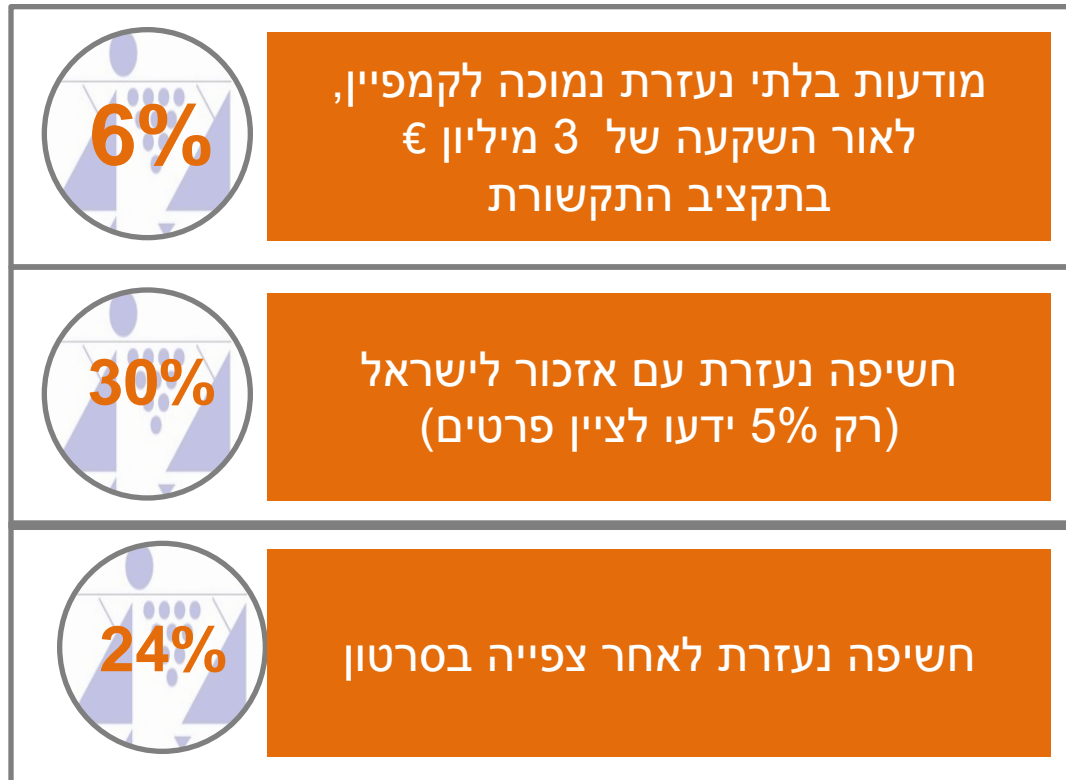 6%
מודעות בלתי נעזרת נמוכה לקמפיין,
לאור השקעה של 3 מיליון €
בתקציב התקשורת
30%
חשיפה נעזרת עם אזכור לישראל
(רק 5% ידעו לציין פרטים)
24%
חשיפה נעזרת לאחר צפייה בסרטון